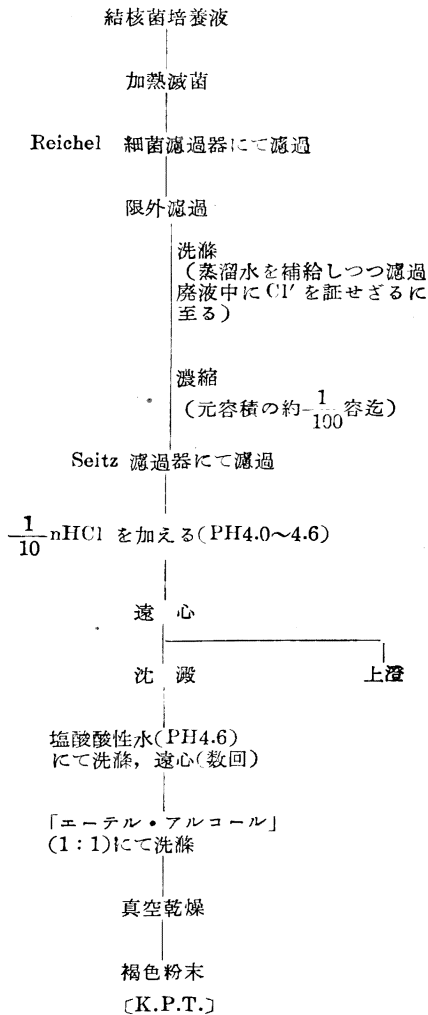 結核菌培養液
加熱滅菌
Reichel 細菌濾過器にて濾過
限外濾過
洗滌
（蒸溜水を補給しつつ濾過
廃液中にCl′を証せざるに
至る）
濃縮
（元容積の約1/100容迄）
Seitz 濾過器にて濾過
1/10 nHCl を加える(PH4.0〜4.6)
遠 心
沈 澱 上澄
塩酸酸性水(PH4.6)
にて洗滌，遠心(数回)
「エーテル・アルコール」
(1：1)にて洗滌
真空乾燥
褐色粉末
〔K.P.T.〕